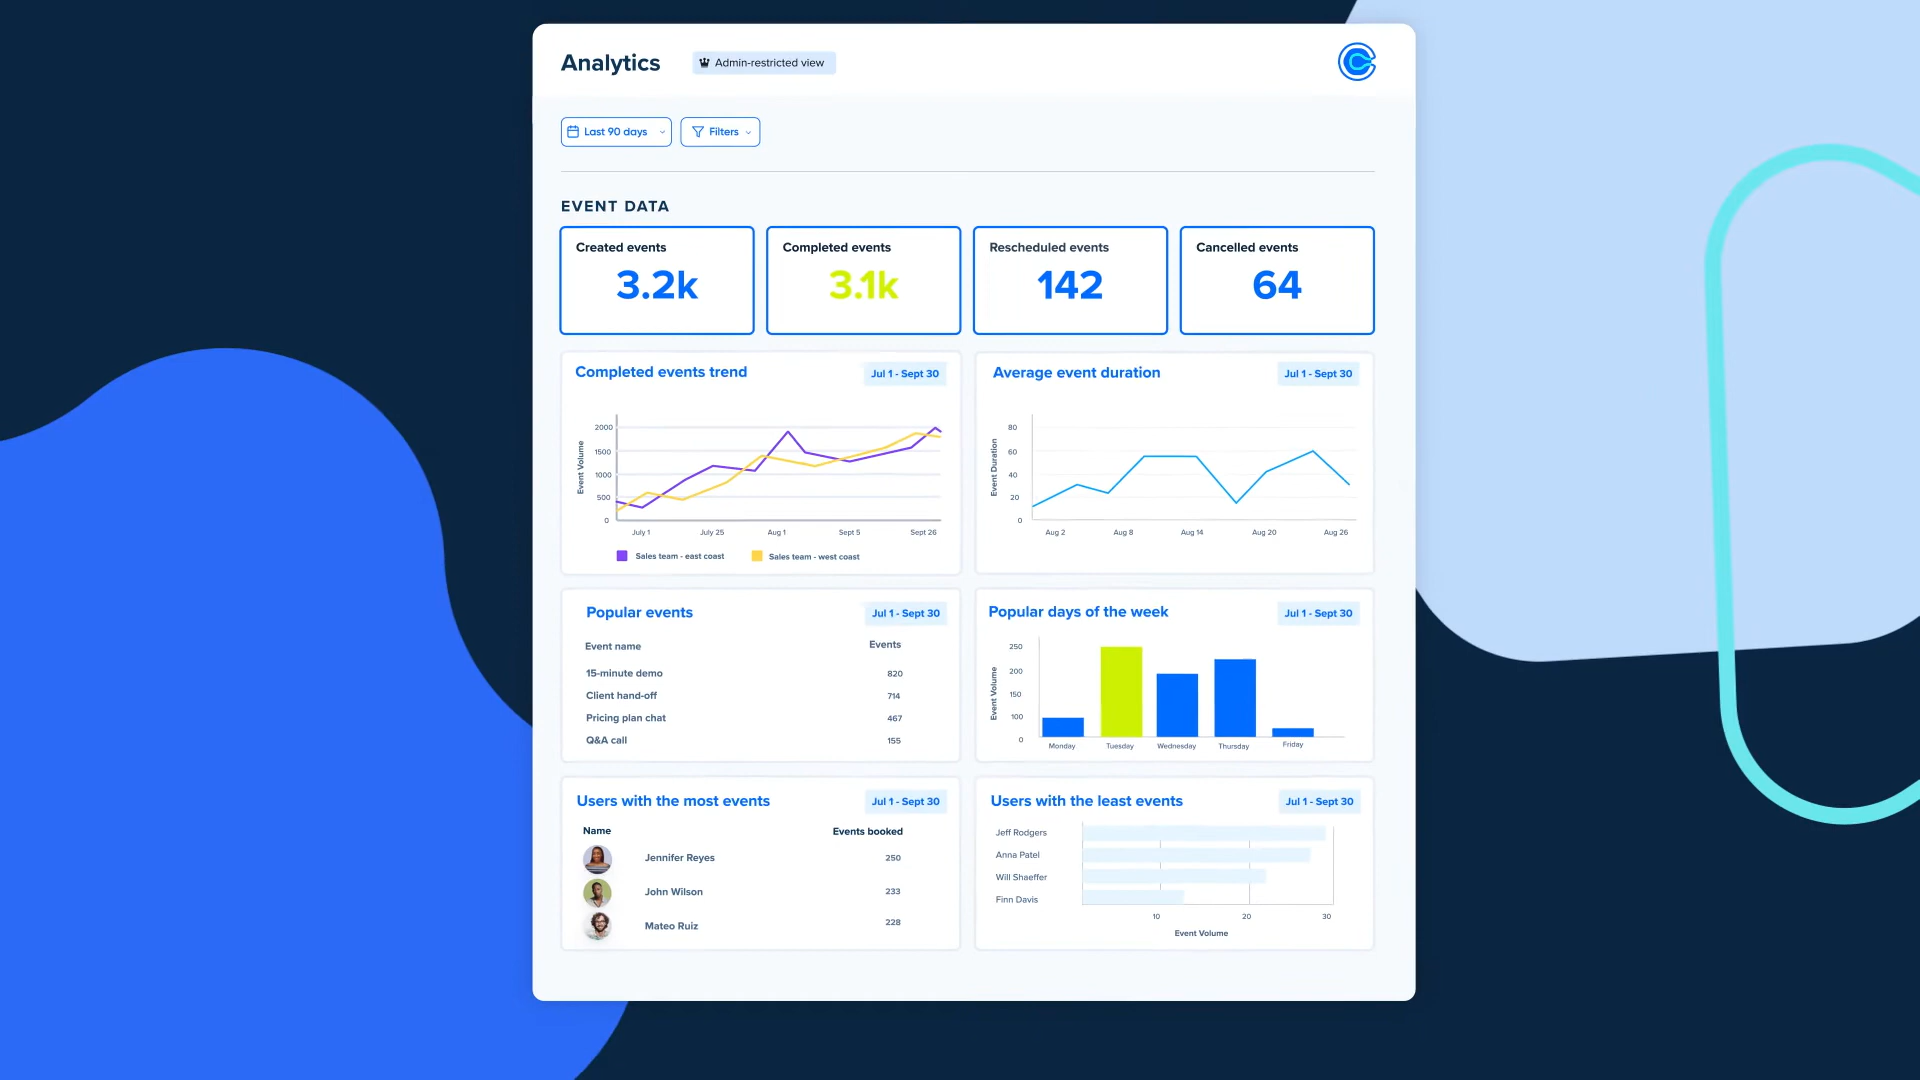 Analytics
Admin-restricted view
Last 90 days
Filters
EVENT DATA
Created events
3.2k
Completed events
3.1k
Rescheduled events
142
Cancelled events
64
Completed events trend
Jul 1 - Sept 30
Event Volume
2000
1500
1000
500
0
July 1
July 25
Aug 1
Sept 5
Sept 26
Sales team - east coast
Sales team - west coast
Average event duration
Jul 1 - Sept 30
Event Duration
80
60
40
20
0
Aug 2
Aug 8
Aug 14
Aug 20
Aug 26
Popular events
Jul 1 - Sept 30
Event name
Events
15-minute demo
820
Client hand-off
714
Pricing plan chat
467
Q&A call
155
Popular days of the week
Jul 1 - Sept 30
Event Volume
250
200
150
100
0
Monday
Tuesday
Wednesday
Thursday
Friday
Users with the most events
Jul 1 - Sept 30
Name
Events booked
Jennifer Reyes
250
John Wilson
233
Mateo Ruiz
228
Users with the least events
Jul 1 - Sept 30
Jeff Rodgers
Anna Patel
Will Shaeffer
Finn Davis
10
20
30
Event Volume